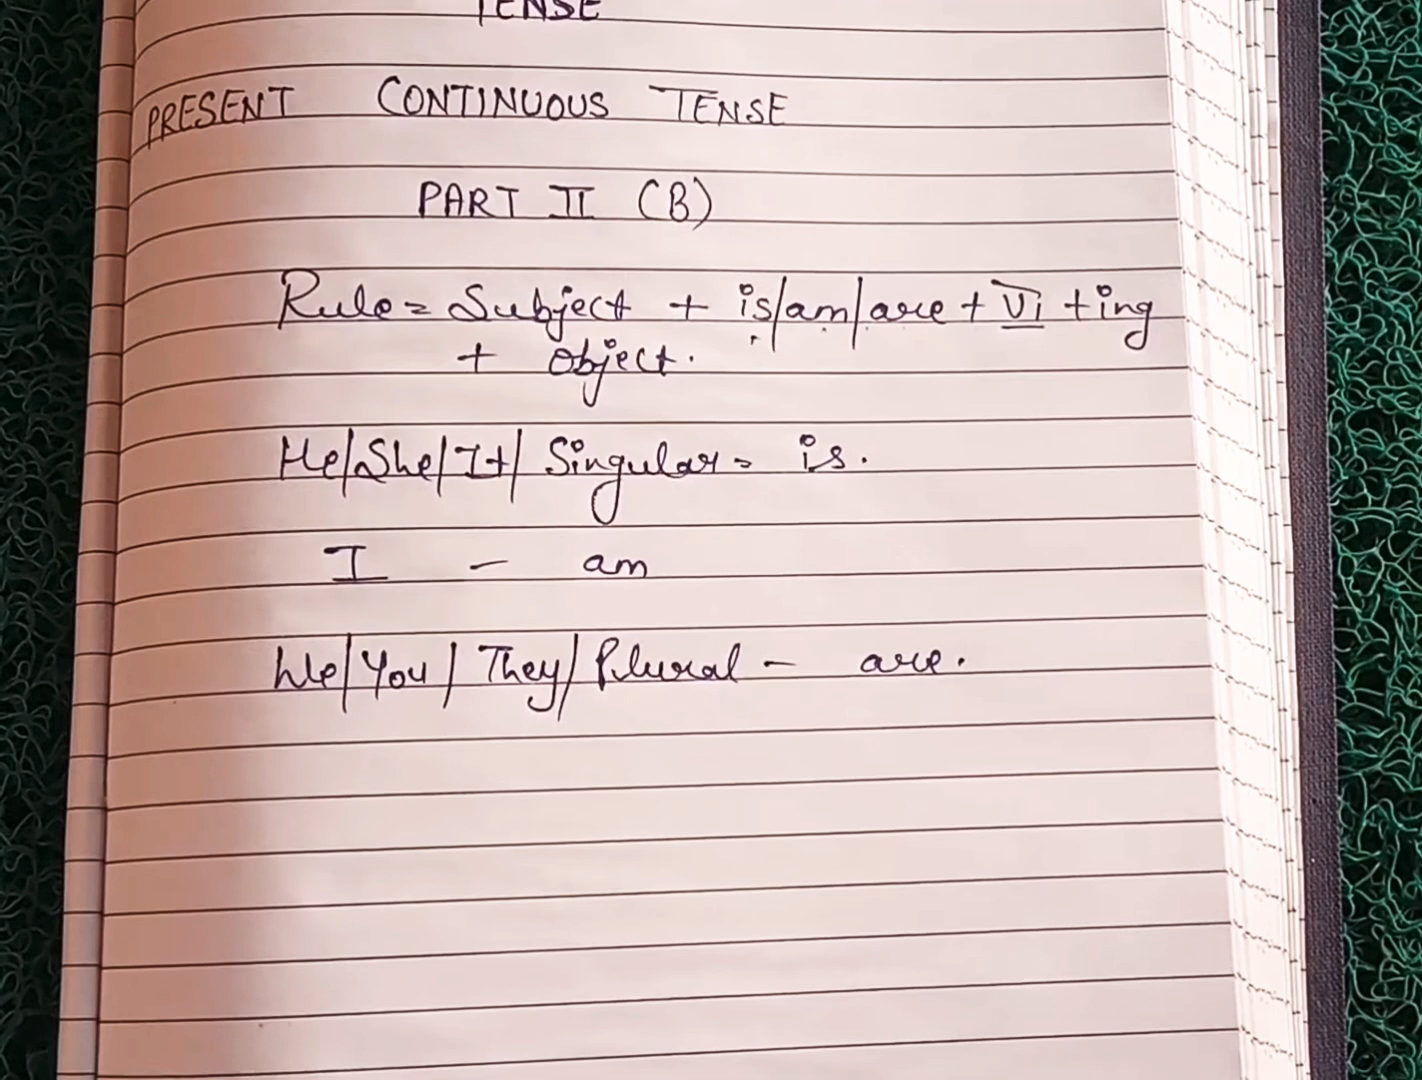 TENSE
PRESENT CONTINUOUS TENSE
PART II (B)
Rule= Subject + is/am/are + V1 + ing
+ object.
He/She/It/ Singular = is.
I - am
We/You/They/Plural - are.